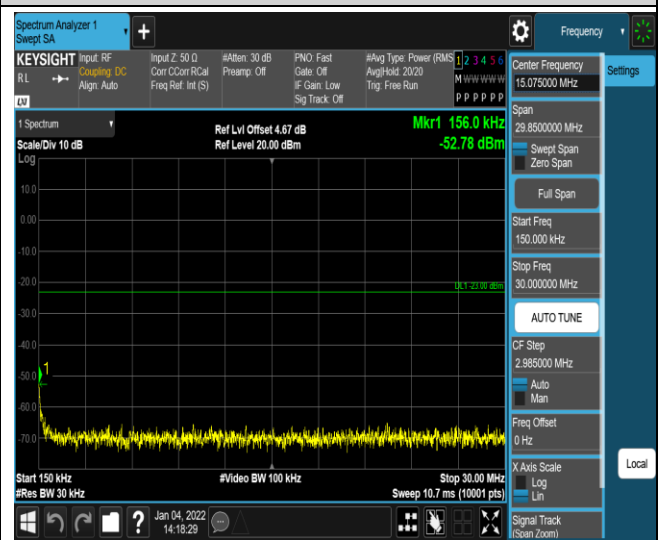 Spectrum Analyzer 1
Swept SA
+
Frequency
KEYSIGHT Input: RF Input Z: 50 Ω #Atten: 30 dB PNO: Fast #Avg Type: Power (RMS 1 2 3 4 5 6
RL Coupling: DC Corr CCorr RCal Preamp: Off Gate: Off Avg|Hold: 20/20 M W W W W W
Align: Auto Freq Ref: Int (S) IF Gain: Low Trig: Free Run
LXI Sig Track: Off P P P P P P
Center Frequency
15.075000 MHz
Settings
1 Spectrum
Ref Lvl Offset 4.67 dB
Mkr1 156.0 kHz
Scale/Div 10 dB
Ref Level 20.00 dBm
-52.78 dBm
Log
10.0
0.00
-10.0
-20.0
DL1 -23.00 dBm
-30.0
-40.0
-50.0
1
-60.0
-70.0
Start 150 kHz
#Video BW 100 kHz
Stop 30.00 MHz
#Res BW 30 kHz
Sweep 10.7 ms (10001 pts)
Span
29.8500000 MHz
Swept Span
Zero Span
Full Span
Start Freq
150.000 kHz
Stop Freq
30.000000 MHz
AUTO TUNE
CF Step
2.985000 MHz
Auto
Man
Freq Offset
0 Hz
X Axis Scale
Log
Lin
Local
Signal Track
(Span Zoom)
?
Jan 04, 2022
14:18:29